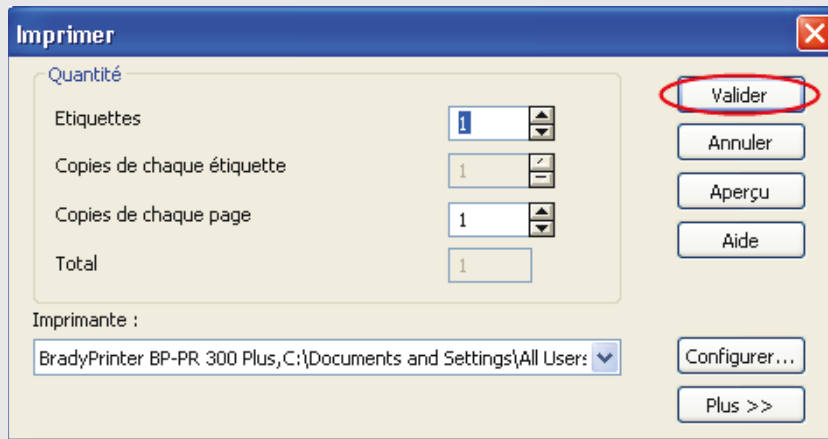 Imprimer
Quantité
Etiquettes 1
Copies de chaque étiquette 1
Copies de chaque page 1
Total 1
Imprimante :
BradyPrinter BP-PR 300 Plus,C:\Documents and Settings\All Users
Valider
Annuler
Aperçu
Aide
Configurer...
Plus >>